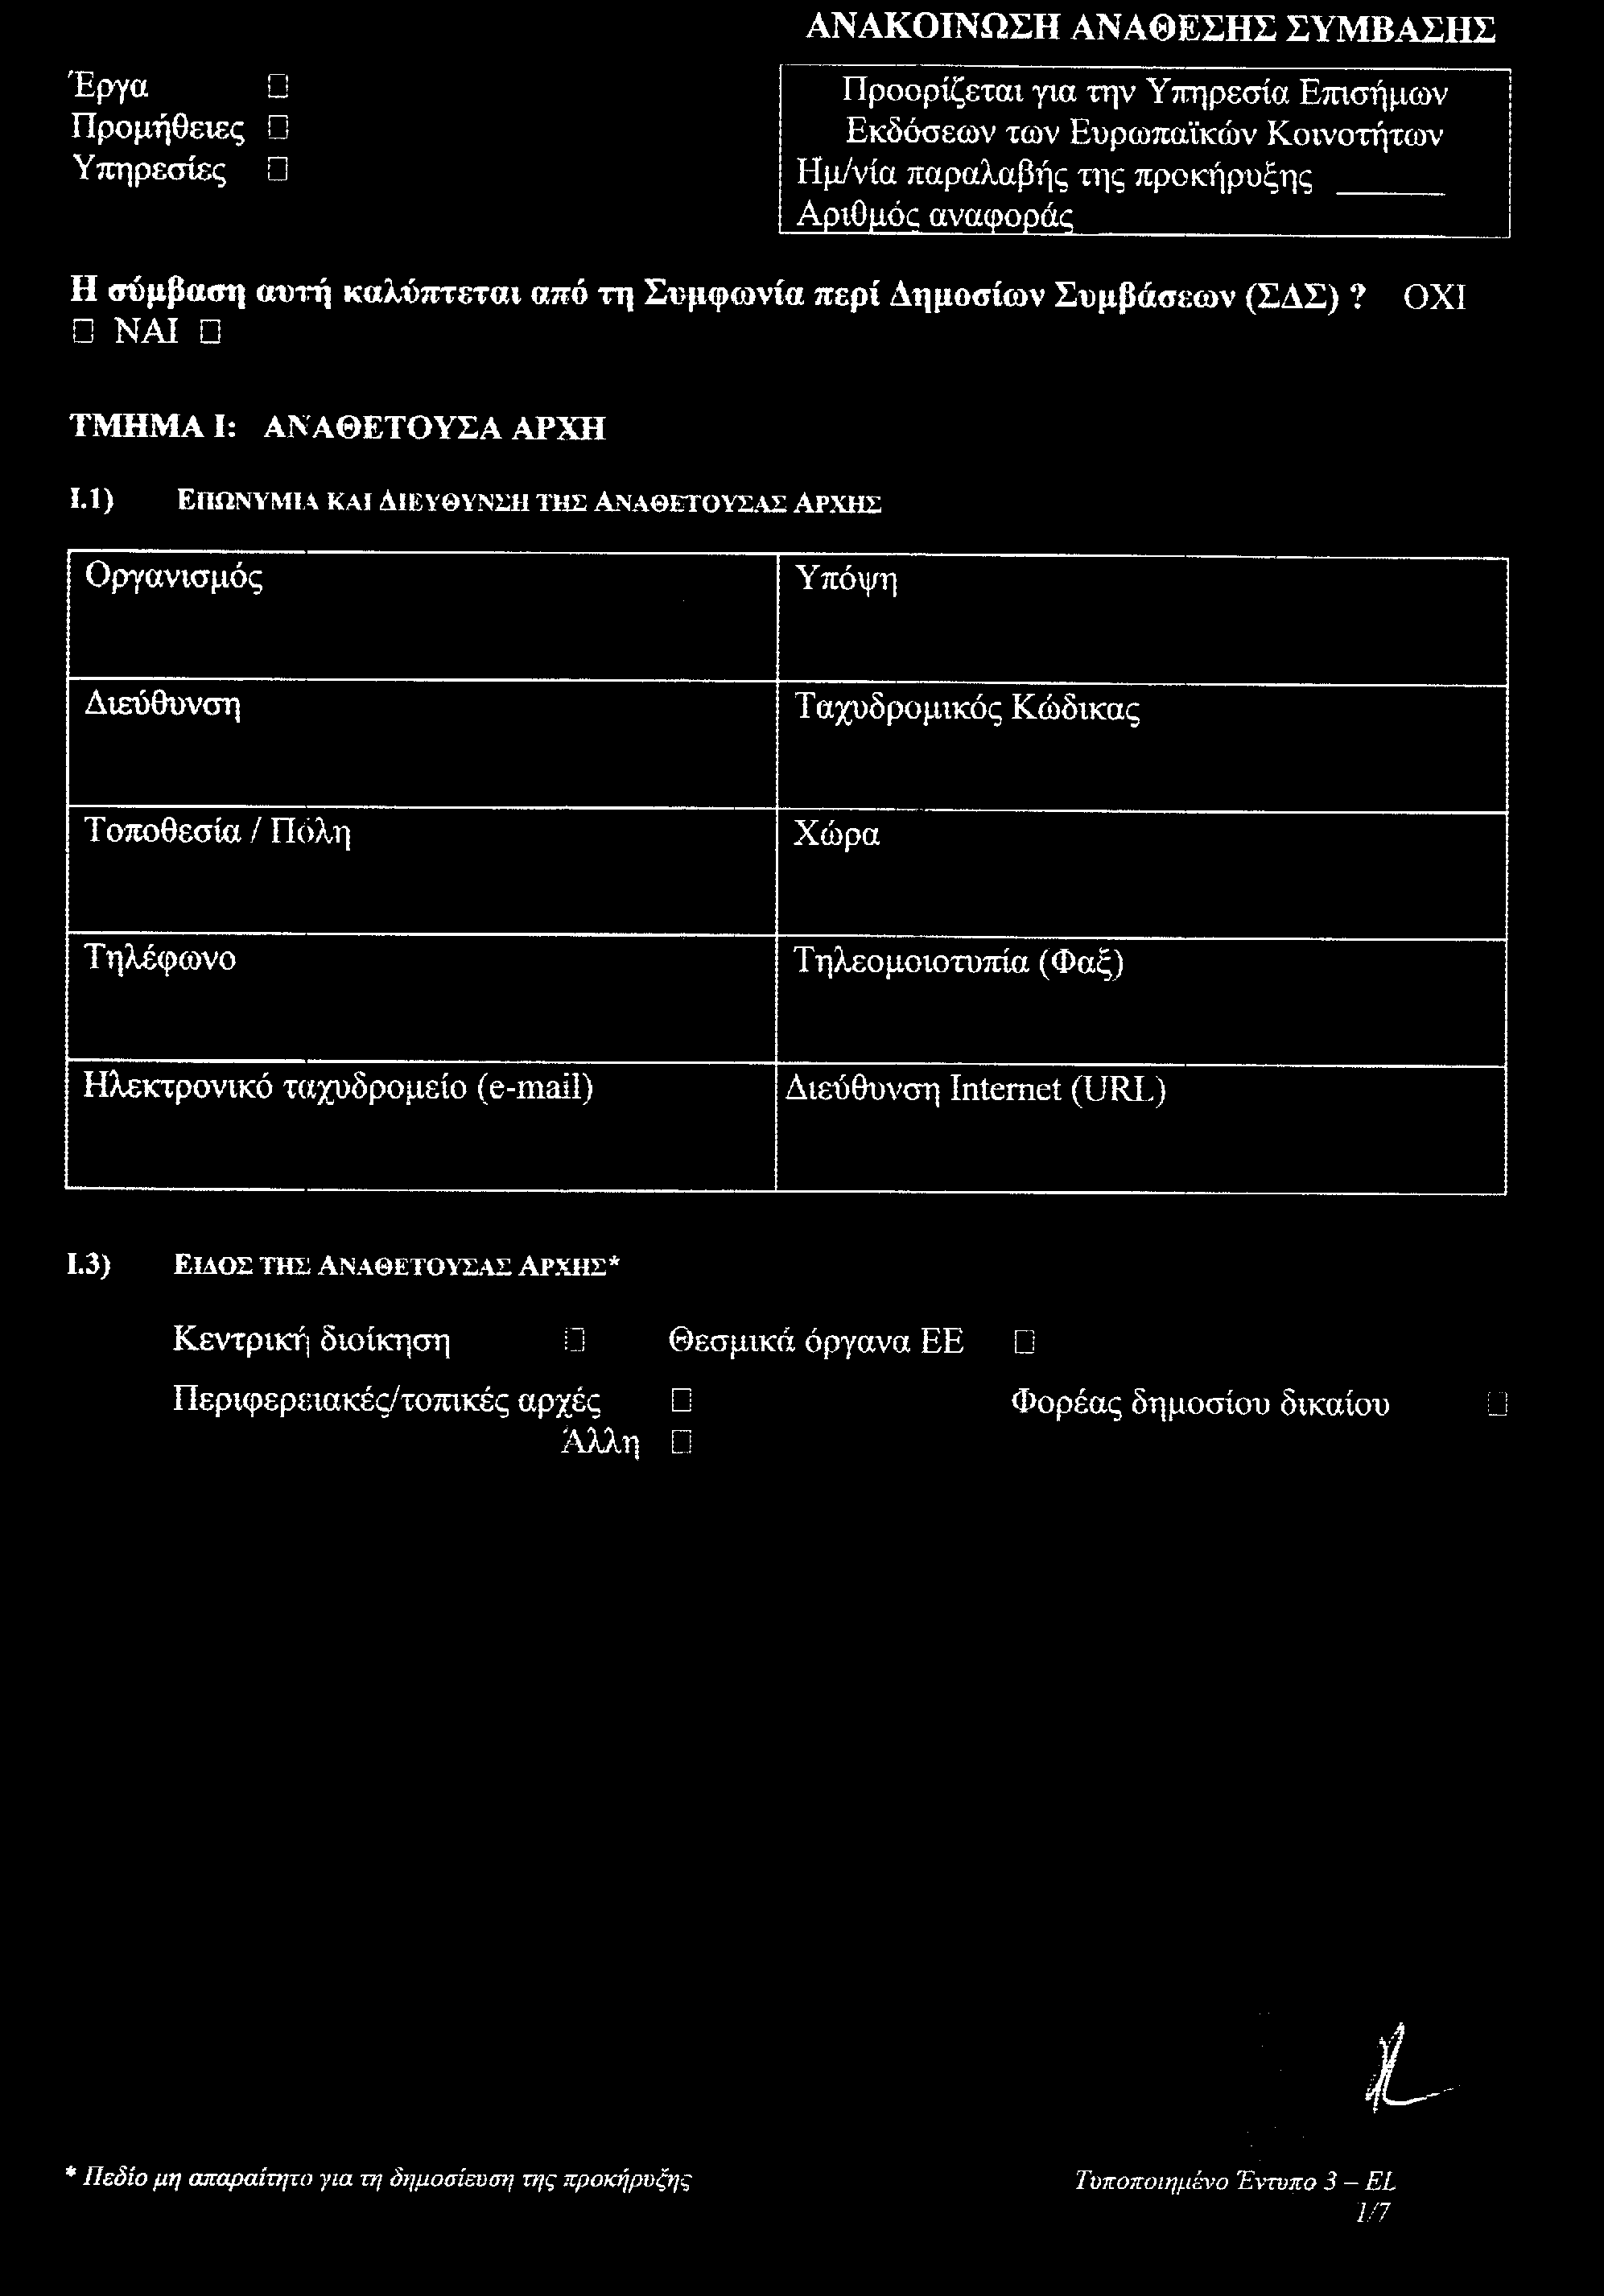 ΑΝΑΚΟΙΝΩΣΗ ΑΝΑΘΕΣΗΣ ΣΥΜΒΑΣΗΣ
Έργα □
Προμήθειες □
Υπηρεσίες □
Προορίζεται για την Υπηρεσία Επισήμων
Εκδόσεων των Ευρωπαϊκών Κοινοτήτων
Ημ/νία παραλαβής της προκήρυξης ______
Αριθμός αναφοράς
Η σύμβαση αυτή καλύπτεται από τη Συμφωνία περί Δημοσίων Συμβάσεων (ΣΔΣ) ? ΟΧΙ
□ ΝΑΙ □
ΤΜΗΜΑ Ι: ΑΝΑΘΕΤΟΥΣΑ ΑΡΧΗ
Ι.1) ΕΠΩΝΥΜΙΑ ΚΑΙ ΔΙΕΥΘΥΝΣΗ ΤΗΣ ΑΝΑΘΕΤΟΥΣΑΣ ΑΡΧΗΣ
Οργανισμός
Υπόψη
Διεύθυνση
Ταχυδρομικός Κώδικας
Τοποθεσία / Πόλη
Χώρα
Τηλέφωνο
Τηλεομοιοτυπία (Φαξ)
Ηλεκτρονικό ταχυδρομείο (e-mail)
Διεύθυνση Internet (URL)
Ι.3) ΕΙΔΟΣ ΤΗΣ ΑΝΑΘΕΤΟΥΣΑΣ ΑΡΧΗΣ*
Κεντρική διοίκηση □ Θεσμικά όργανα ΕΕ □
Περιφερειακές/τοπικές αρχές □ Φορέας δημοσίου δικαίου □
Άλλη □
* Πεδίο μη απαραίτητο για τη δημοσίευση της προκήρυξης
Τυποποιημένο Έντυπο 3 – EL
1/7